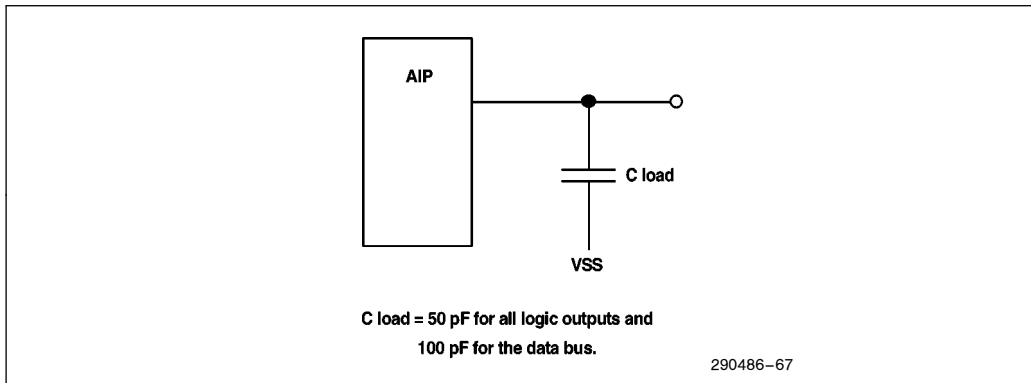 AIP
C load
VSS
C load = 50 pF for all logic outputs and
100 pF for the data bus.
290486–67